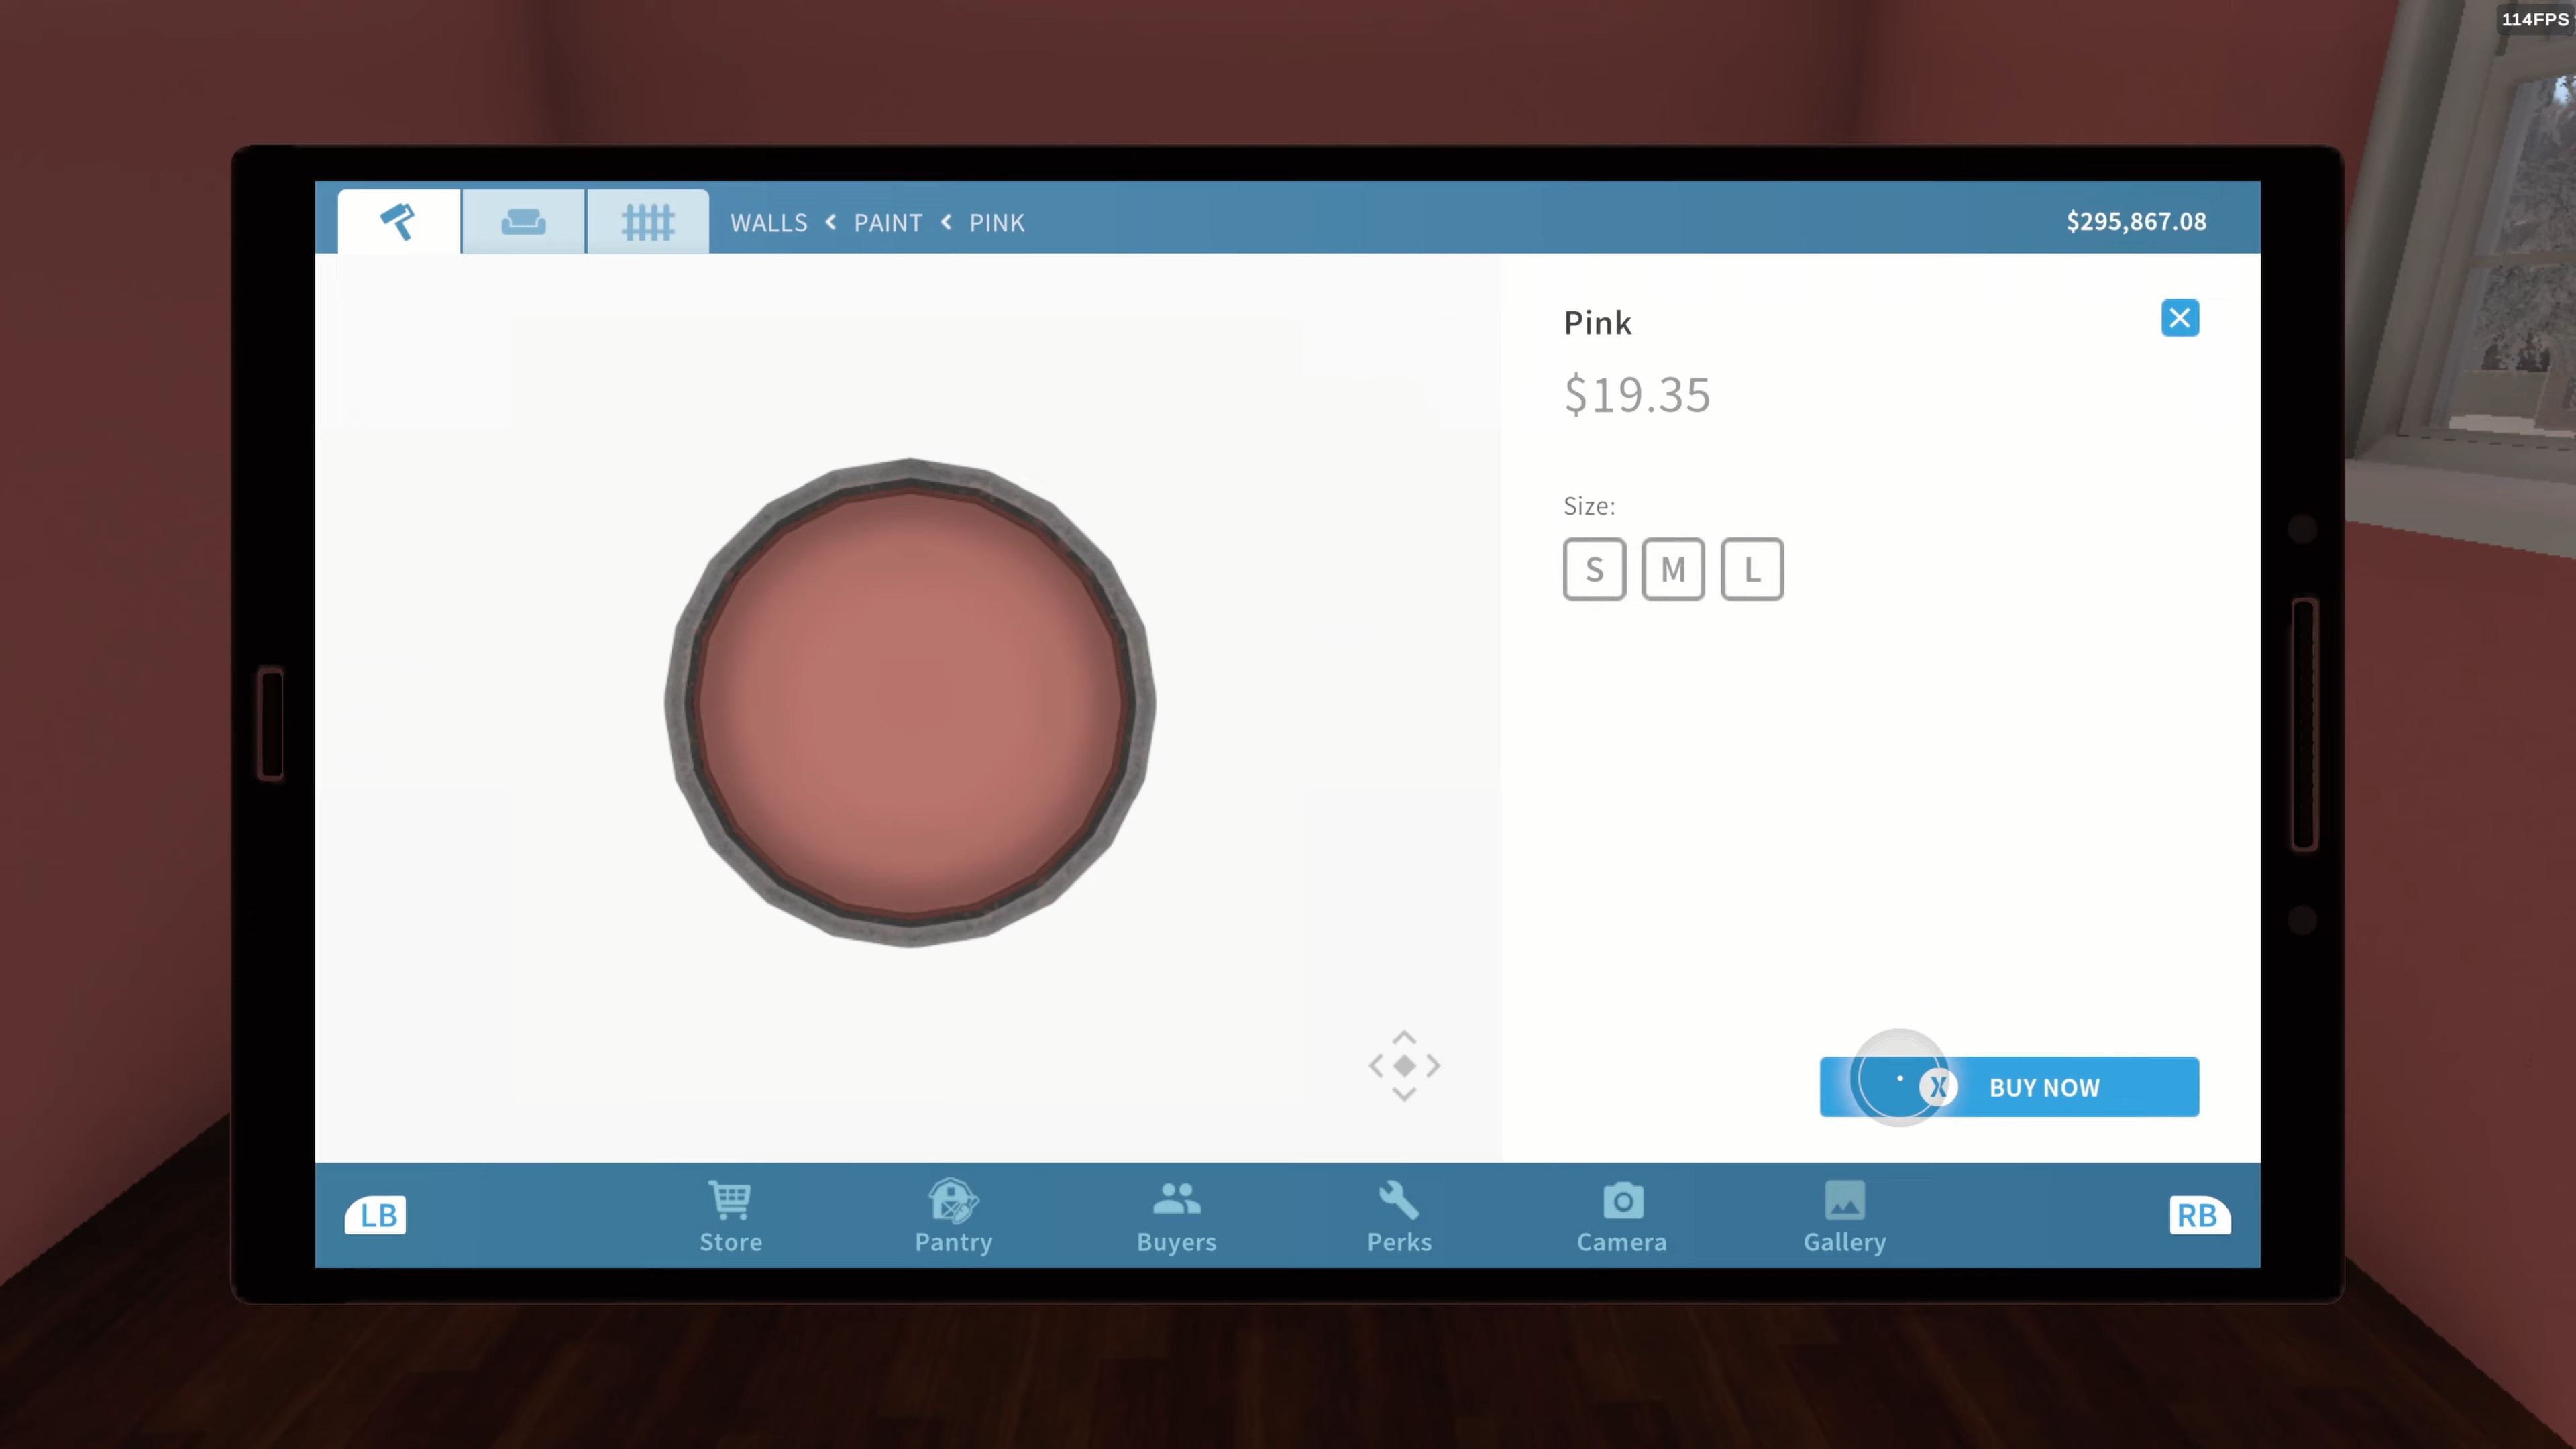 114FPS
WALLS < PAINT < PINK
$295,867.08
Pink
$19.35
Size:
S M L
X BUY NOW
LB Store Pantry Buyers Perks Camera Gallery RB